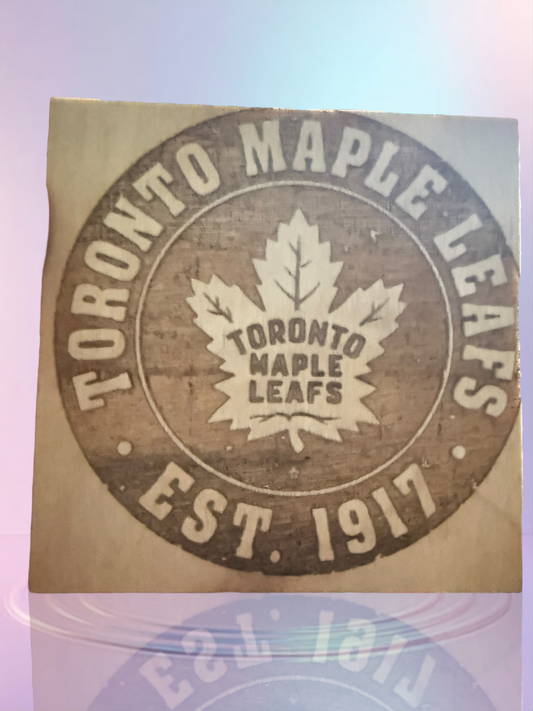 TORONTO MAPLE LEAFS
TORONTO
MAPLE
LEAFS
EST. 1917